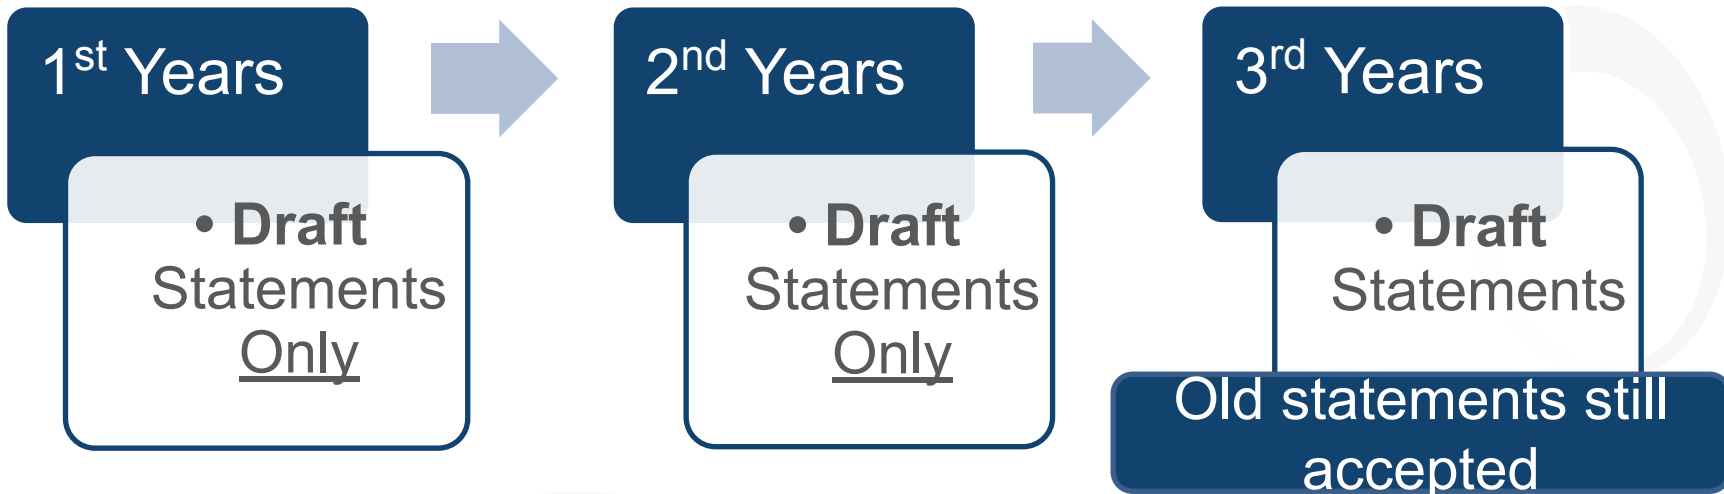 1st Years
• Draft
Statements
Only
2nd Years
• Draft
Statements
Only
3rd Years
• Draft
Statements
Old statements still
accepted